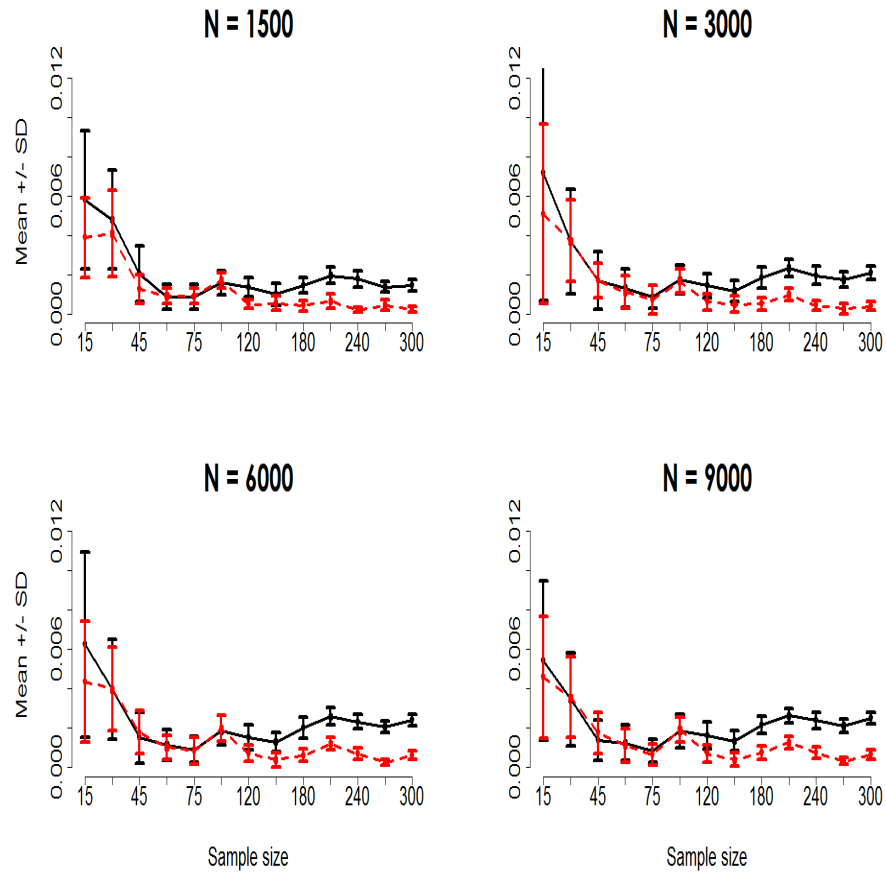 N = 1500
N = 3000
Mean +/- SD
0.000 0.006 0.012
15 45 75 120 180 240 300
0.000 0.006 0.012
15 45 75 120 180 240 300
N = 6000
N = 9000
Mean +/- SD
0.000 0.006 0.012
15 45 75 120 180 240 300
Sample size
0.000 0.006 0.012
15 45 75 120 180 240 300
Sample size